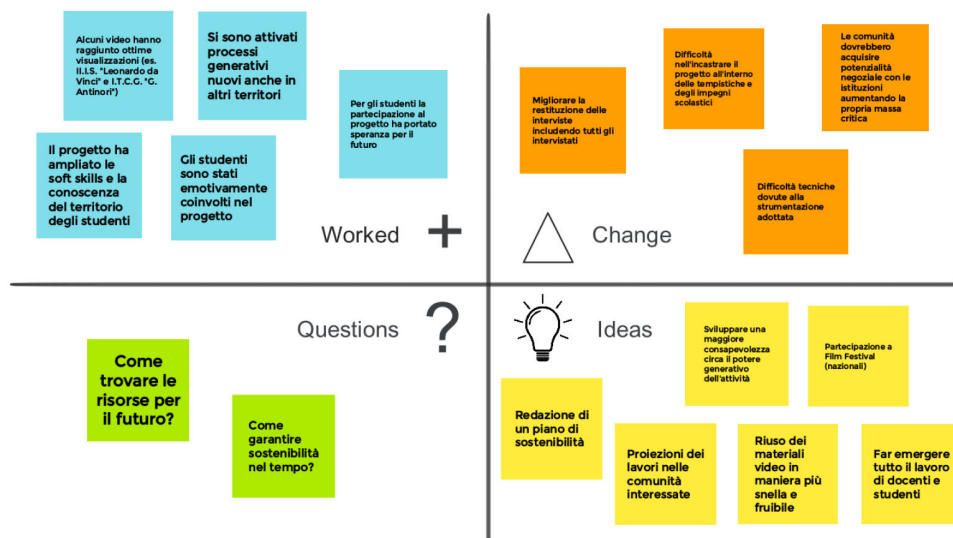 Alcuni video hanno
raggiunto ottime
visualizzazioni (es.
II.I.S. "Leonardo da
Vinci" e I.T.C.G. "G.
Antinori")
Si sono attivati
processi
generativi
nuovi anche in
altri territori
Per gli studenti la
partecipazione al
progetto ha portato
speranza per il
futuro
Il progetto ha
ampliato le
soft skills e la
conoscenza
del territorio
degli studenti
Gli studenti
sono stati
emotivamente
coinvolti nel
progetto
Worked +
Migliorare la
restituzione delle
interviste
includendo tutti gli
intervistati
Difficoltà
nell'incastrare il
progetto all'interno
delle tempistiche e
degli impegni
scolastici
Le comunità
dovrebbero
acquisire
potenzialità
negoziale con le
istituzioni
aumentando la
propria massa
critica
Difficoltà tecniche
dovute alla
strumentazione
adottata
Change
Questions ?
Come
trovare le
risorse per
il futuro?
Come
garantire
sostenibilità
nel tempo?
Ideas
Sviluppare una
maggiore
consapevolezza
circa il potere
generativo
dell'attività
Partecipazione a
Film Festival
(nazionali)
Redazione di
un piano di
sostenibilità
Proiezioni dei
lavori nelle
comunità
interessate
Riuso dei
materiali
video in
maniera più
snella e
fruibile
Far emergere
tutto il lavoro
di docenti e
studenti